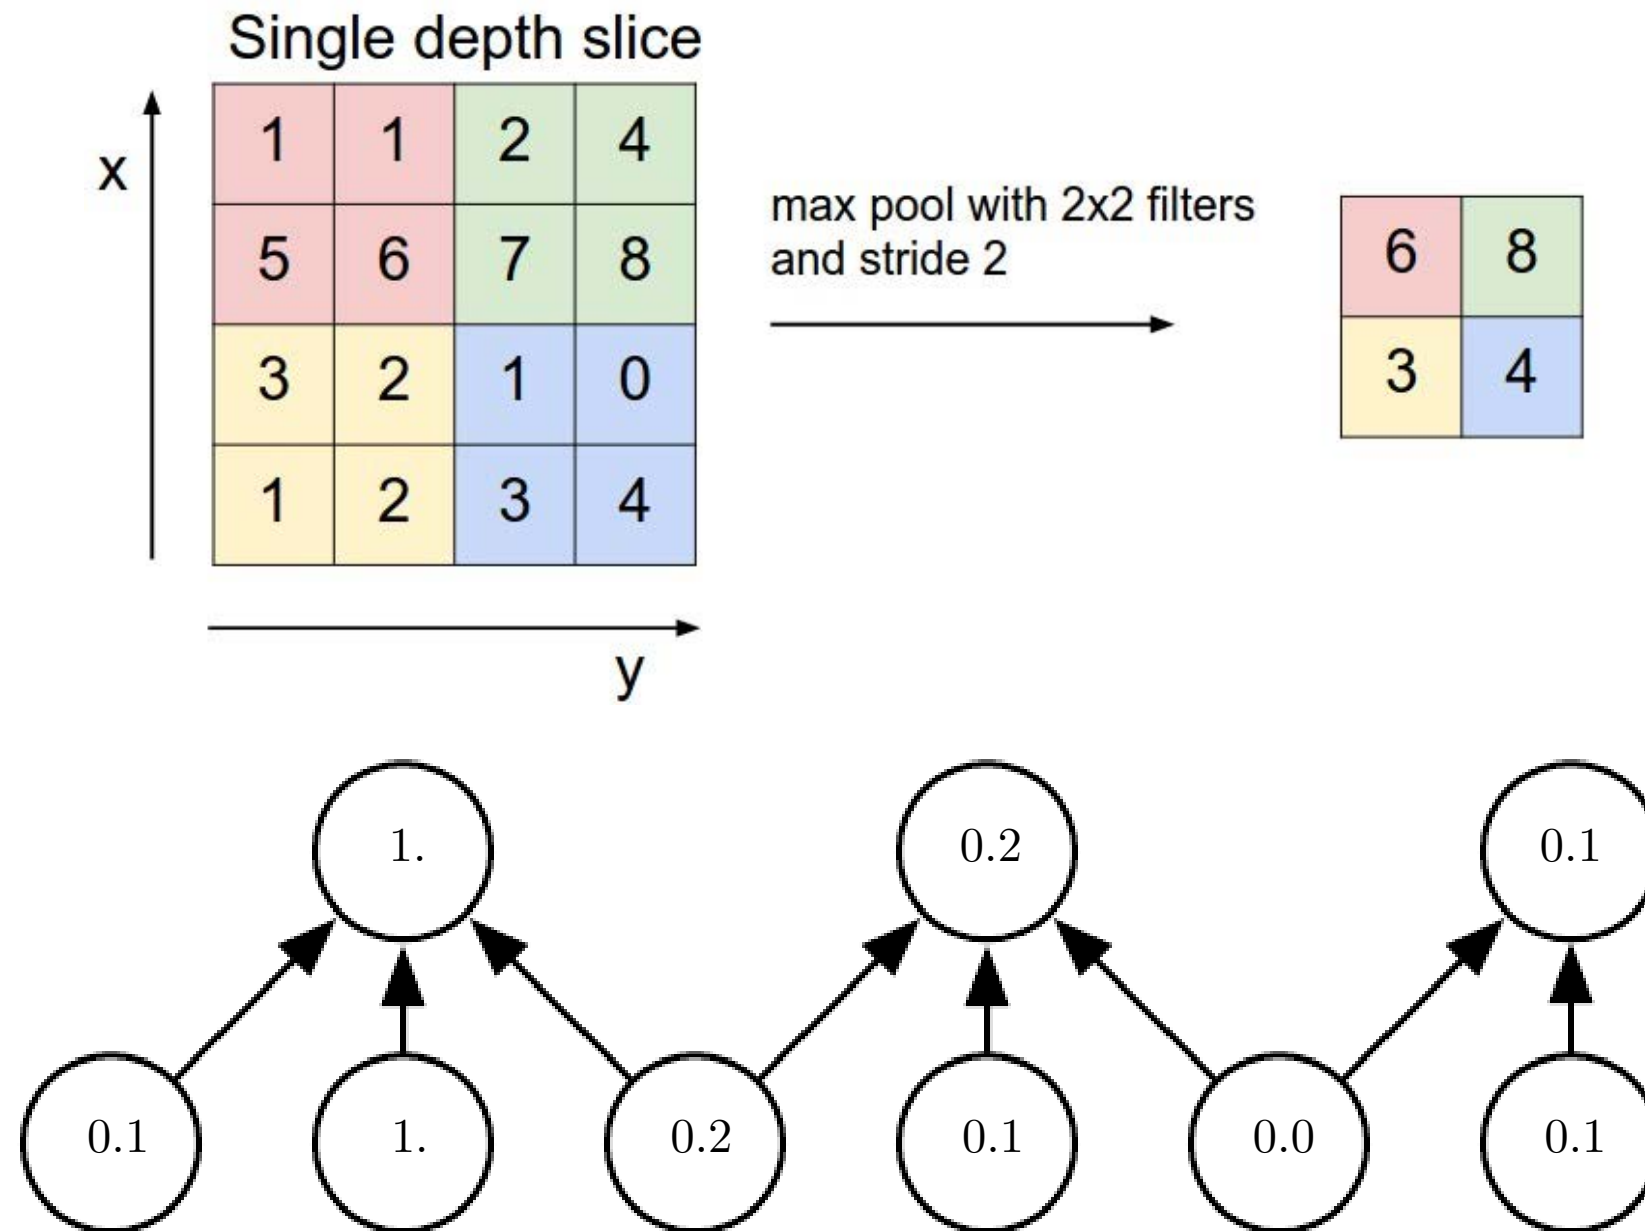 Single depth slice
x
1 1 2 4
5 6 7 8
3 2 1 0
1 2 3 4
y
max pool with 2x2 filters
and stride 2
6 8
3 4
1. 0.2 0.1
0.1 1. 0.2 0.1 0.0 0.1